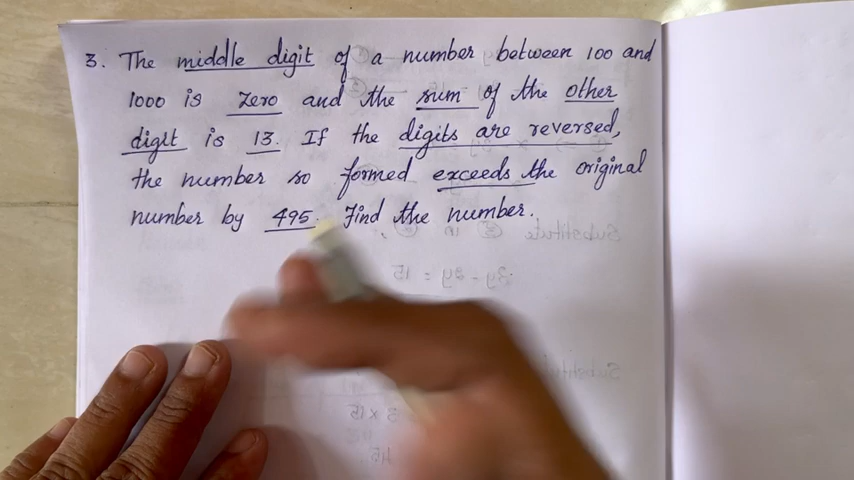 3. The middle digit of a number between 100 and
1000 is zero and the sum of the other
digit is 13. If the digits are reversed,
the number so formed exceeds the original
number by 495. Find the number.